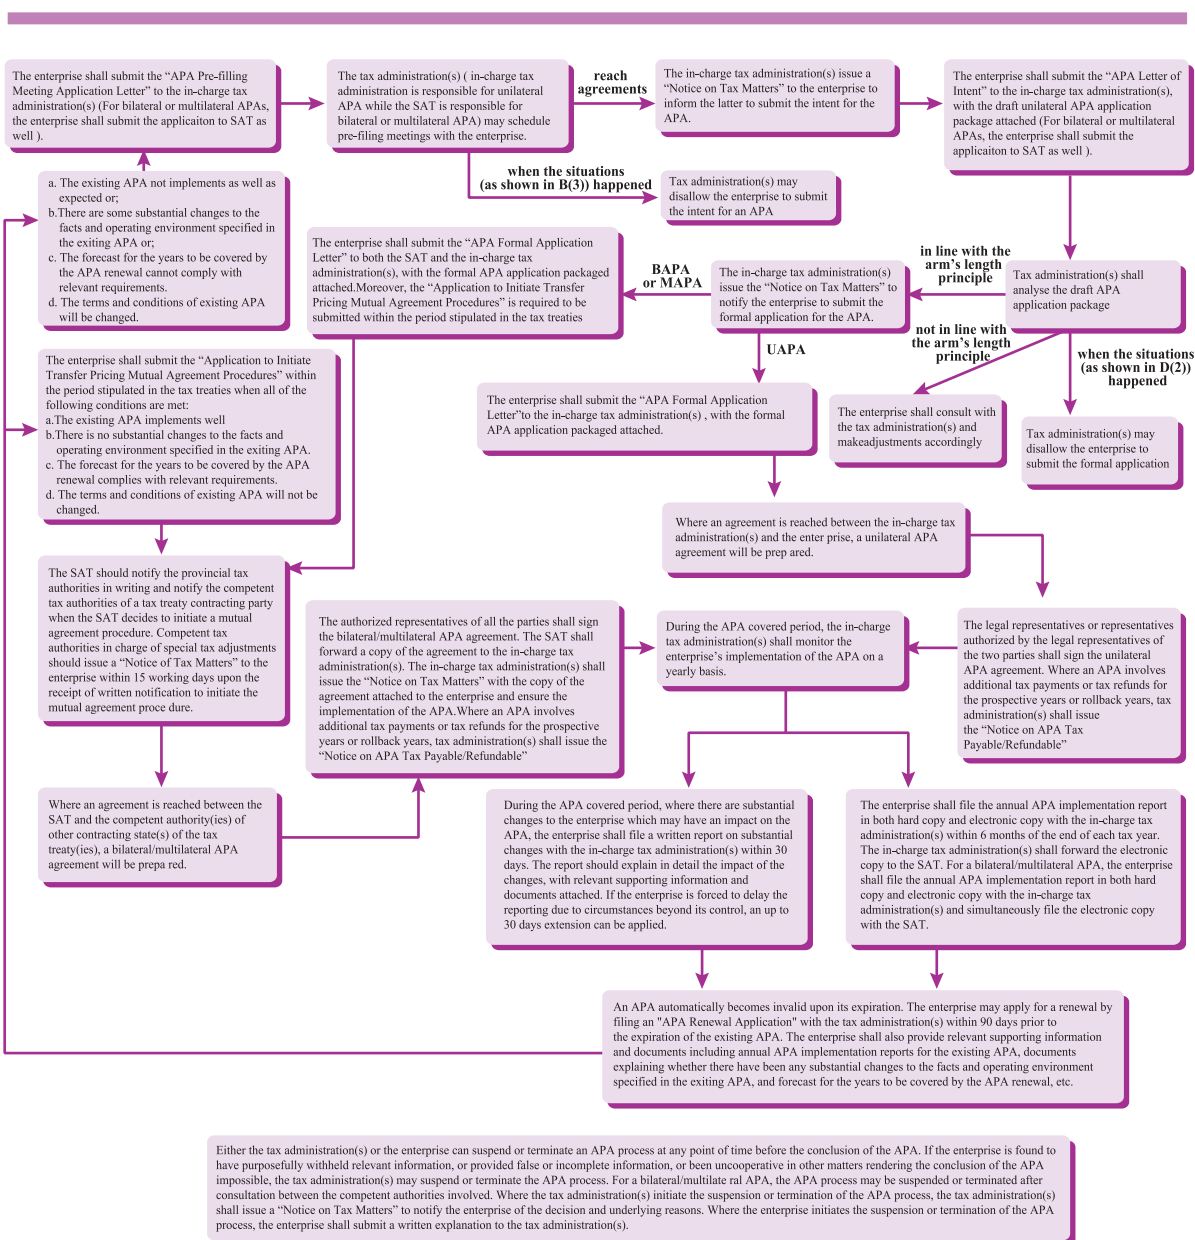 The enterprise shall submit the “APA Pre-filling
Meeting Application Letter” to the in-charge tax
administration(s) (For bilateral or multilateral APAs,
the enterprise shall submit the applicaiton to SAT as
well ).
The tax administration(s) ( in-charge tax
administration is responsible for unilateral
APA while the SAT is responsible for
bilateral or multilateral APA) may schedule
pre-filing meetings with the enterprise.
reach
agreements
The in-charge tax administration(s) issue a
“Notice on Tax Matters” to the enterprise to
inform the latter to submit the intent for the
APA.
The enterprise shall submit the “APA Letter of
Intent” to the in-charge tax administration(s),
with the draft unilateral APA application
package attached (For bilateral or multilateral
APAs, the enterprise shall submit the
applicaiton to SAT as well ).
when the situations
(as shown in B(3)) happened
Tax administration(s) may
disallow the enterprise to submit
the intent for an APA
a. The existing APA not implements as well as
expected or;
b.There are some substantial changes to the
facts and operating environment specified in
the exiting APA or;
c. The forecast for the years to be covered by
the APA renewal cannot comply with
relevant requirements.
d. The terms and conditions of existing APA
will be changed.
The enterprise shall submit the “APA Formal Application
Letter” to both the SAT and the in-charge tax
administration(s), with the formal APA application packaged
attached.Moreover, the “Application to Initiate Transfer
Pricing Mutual Agreement Procedures” is required to be
submitted within the period stipulated in the tax treaties
BAPA
or MAPA
The in-charge tax administration(s)
issue the “Notice on Tax Matters” to
notify the enterprise to submit the
formal application for the APA.
in line with the
arm’s length
principle
Tax administration(s) shall
analyse the draft APA
application package
not in line with
the arm’s length
principle
when the situations
(as shown in D(2))
happened
UAPA
The enterprise shall submit the “Application to Initiate
Transfer Pricing Mutual Agreement Procedures” within
the period stipulated in the tax treaties when all of the
following conditions are met:
a.The existing APA implements well
b.There is no substantial changes to the facts and
operating environment specified in the exiting APA.
c. The forecast for the years to be covered by the APA
renewal complies with relevant requirements.
d. The terms and conditions of existing APA will not be
changed.
The enterprise shall submit the “APA Formal Application
Letter”to the in-charge tax administration(s) , with the formal
APA application packaged attached.
The enterprise shall consult with
the tax administration(s) and
makeadjustments accordingly
Tax administration(s) may
disallow the enterprise to
submit the formal application
Where an agreement is reached between the in-charge tax
administration(s) and the enter prise, a unilateral APA
agreement will be prep ared.
The SAT should notify the provincial tax
authorities in writing and notify the competent
tax authorities of a tax treaty contracting party
when the SAT decides to initiate a mutual
agreement procedure. Competent tax
authorities in charge of special tax adjustments
should issue a “Notice of Tax Matters” to the
enterprise within 15 working days upon the
receipt of written notification to initiate the
mutual agreement proce dure.
The authorized representatives of all the parties shall sign
the bilateral/multilateral APA agreement. The SAT shall
forward a copy of the agreement to the in-charge tax
administration(s). The in-charge tax administration(s) shall
issue the “Notice on Tax Matters” with the copy of the
agreement attached to the enterprise and ensure the
implementation of the APA.Where an APA involves
additional tax payments or tax refunds for the prospective
years or rollback years, tax administration(s) shall issue the
“Notice on APA Tax Payable/Refundable”
During the APA covered period, the in-charge
tax administration(s) shall monitor the
enterprise’s implementation of the APA on a
yearly basis.
The legal representatives or representatives
authorized by the legal representatives of
the two parties shall sign the unilateral
APA agreement. Where an APA involves
additional tax payments or tax refunds for
the prospective years or rollback years, tax
administration(s) shall issue
the “Notice on APA Tax
Payable/Refundable”
Where an agreement is reached between the
SAT and the competent authority(ies) of
other contracting state(s) of the tax
treaty(ies), a bilateral/multilateral APA
agreement will be prepa red.
During the APA covered period, where there are substantial
changes to the enterprise which may have an impact on the
APA, the enterprise shall file a written report on substantial
changes with the in-charge tax administration(s) within 30
days. The report should explain in detail the impact of the
changes, with relevant supporting information and
documents attached. If the enterprise is forced to delay the
reporting due to circumstances beyond its control, an up to
30 days extension can be applied.
The enterprise shall file the annual APA implementation report
in both hard copy and electronic copy with the in-charge tax
administration(s) within 6 months of the end of each tax year.
The in-charge tax administration(s) shall forward the electronic
copy to the SAT. For a bilateral/multilateral APA, the enterprise
shall file the annual APA implementation report in both hard
copy and electronic copy with the in-charge tax
administration(s) and simultaneously file the electronic copy
with the SAT.
An APA automatically becomes invalid upon its expiration. The enterprise may apply for a renewal by
filing an "APA Renewal Application" with the tax administration(s) within 90 days prior to
the expiration of the existing APA. The enterprise shall also provide relevant supporting information
and documents including annual APA implementation reports for the existing APA, documents
explaining whether there have been any substantial changes to the facts and operating environment
specified in the exiting APA, and forecast for the years to be covered by the APA renewal, etc.
Either the tax administration(s) or the enterprise can suspend or terminate an APA process at any point of time before the conclusion of the APA. If the enterprise is found to
have purposefully withheld relevant information, or provided false or incomplete information, or been uncooperative in other matters rendering the conclusion of the APA
impossible, the tax administration(s) may suspend or terminate the APA process. For a bilateral/multilate ral APA, the APA process may be suspended or terminated after
consultation between the competent authorities involved. Where the tax administration(s) initiate the suspension or termination of the APA process, the tax administration(s)
shall issue a “Notice on Tax Matters” to notify the enterprise of the decision and underlying reasons. Where the enterprise initiates the suspension or termination of the APA
process, the enterprise shall submit a written explanation to the tax administration(s).